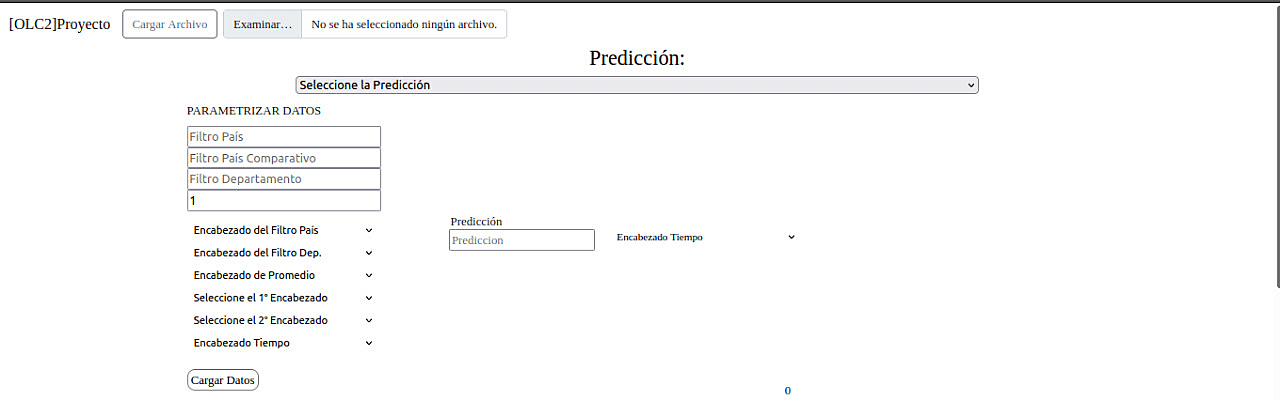 [OLC2]Proyecto Cargar Archivo Examinar... No se ha seleccionado ningún archivo.
Predicción:
Seleccione la Predicción
PARAMETRIZAR DATOS
Filtro País
Filtro País Comparativo
Filtro Departamento
1
Encabezado del Filtro País
Encabezado del Filtro Dep.
Encabezado de Promedio
Seleccione el 1° Encabezado
Seleccione el 2° Encabezado
Encabezado Tiempo
Predicción
Prediccion
Encabezado Tiempo
Cargar Datos
0